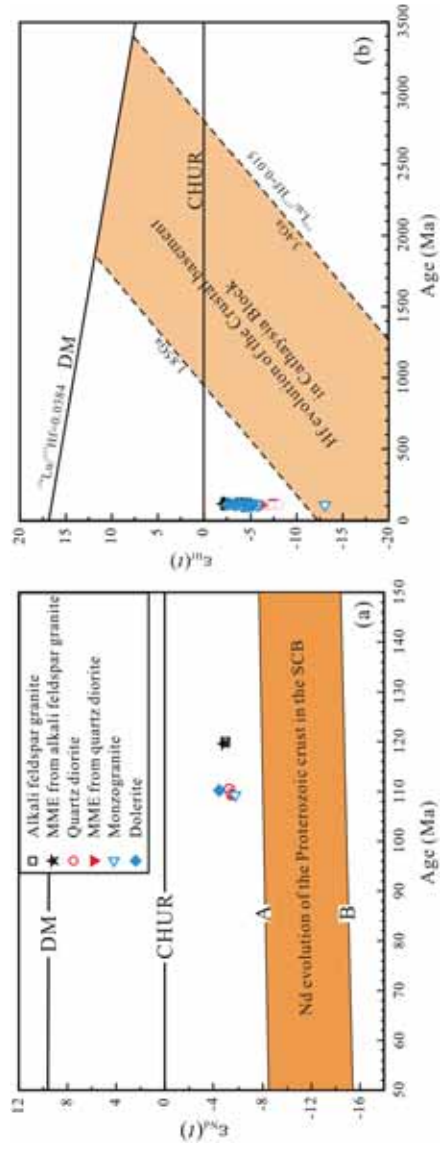 12
8
4
0
-4
-8
-12
-16
ε_Nd(t)
DM
CHUR
A
B
Nd evolution of the Proterozoic crust in the SCB
Alkali feldspar granite
MME from alkali feldspar granite
Quartz diorite
MME from quartz diorite
Monzogranite
Dolerite
(a)
50 60 70 80 90 100 110 120 130 140 150
Age (Ma)
20
15
10
5
0
-5
-10
-15
-20
ε_Hf(t)
¹⁷⁶Lu/¹⁷⁷Hf=0.0384
DM
CHUR
1.85Ga
Hf evolution of the Crustal basement
in Cathaysia Block
3.4Ga
¹⁷⁶Lu/¹⁷⁷Hf=0.015
(b)
0 500 1000 1500 2000 2500 3000 3500
Age (Ma)